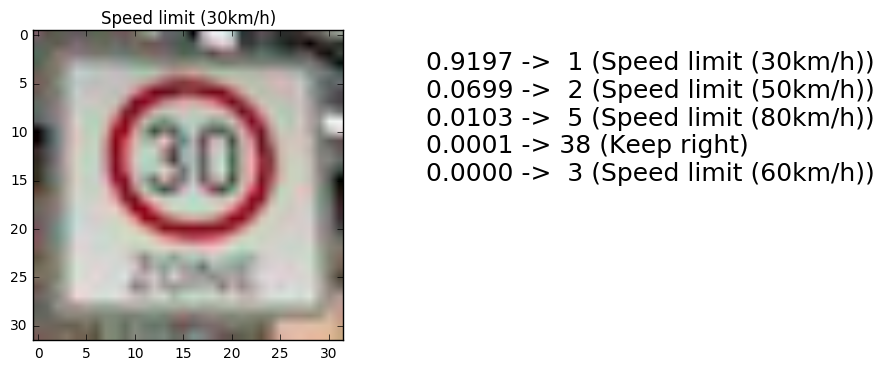 Speed limit (30km/h)
0
5
10
15
20
25
30
0 5 10 15 20 25 30
30
ZONE
0.9197 -> 1 (Speed limit (30km/h))
0.0699 -> 2 (Speed limit (50km/h))
0.0103 -> 5 (Speed limit (80km/h))
0.0001 -> 38 (Keep right)
0.0000 -> 3 (Speed limit (60km/h))